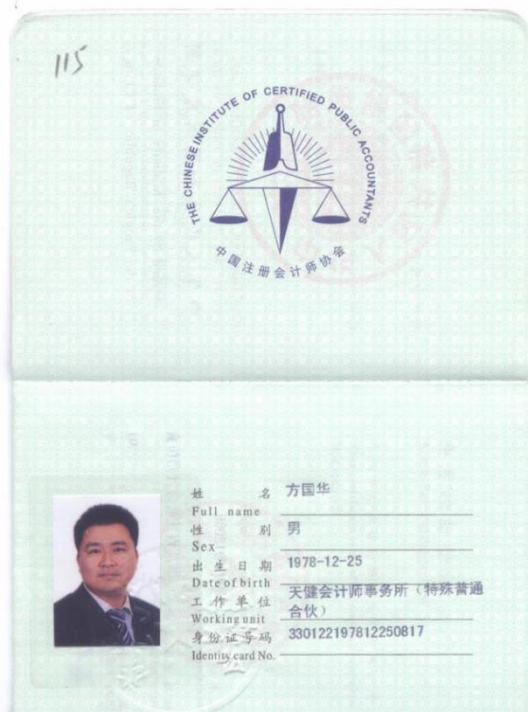 115
THE CHINESE INSTITUTE OF CERTIFIED PUBLIC ACCOUNTANTS
中国注册会计师协会
姓 名 方国华
Full name
性 别 男
Sex
出生日期 1978-12-25
Date of birth
工作单位 天健会计师事务所（特殊普通
合伙）
Working unit
身份证号码 330122197812250817
Identity card No.